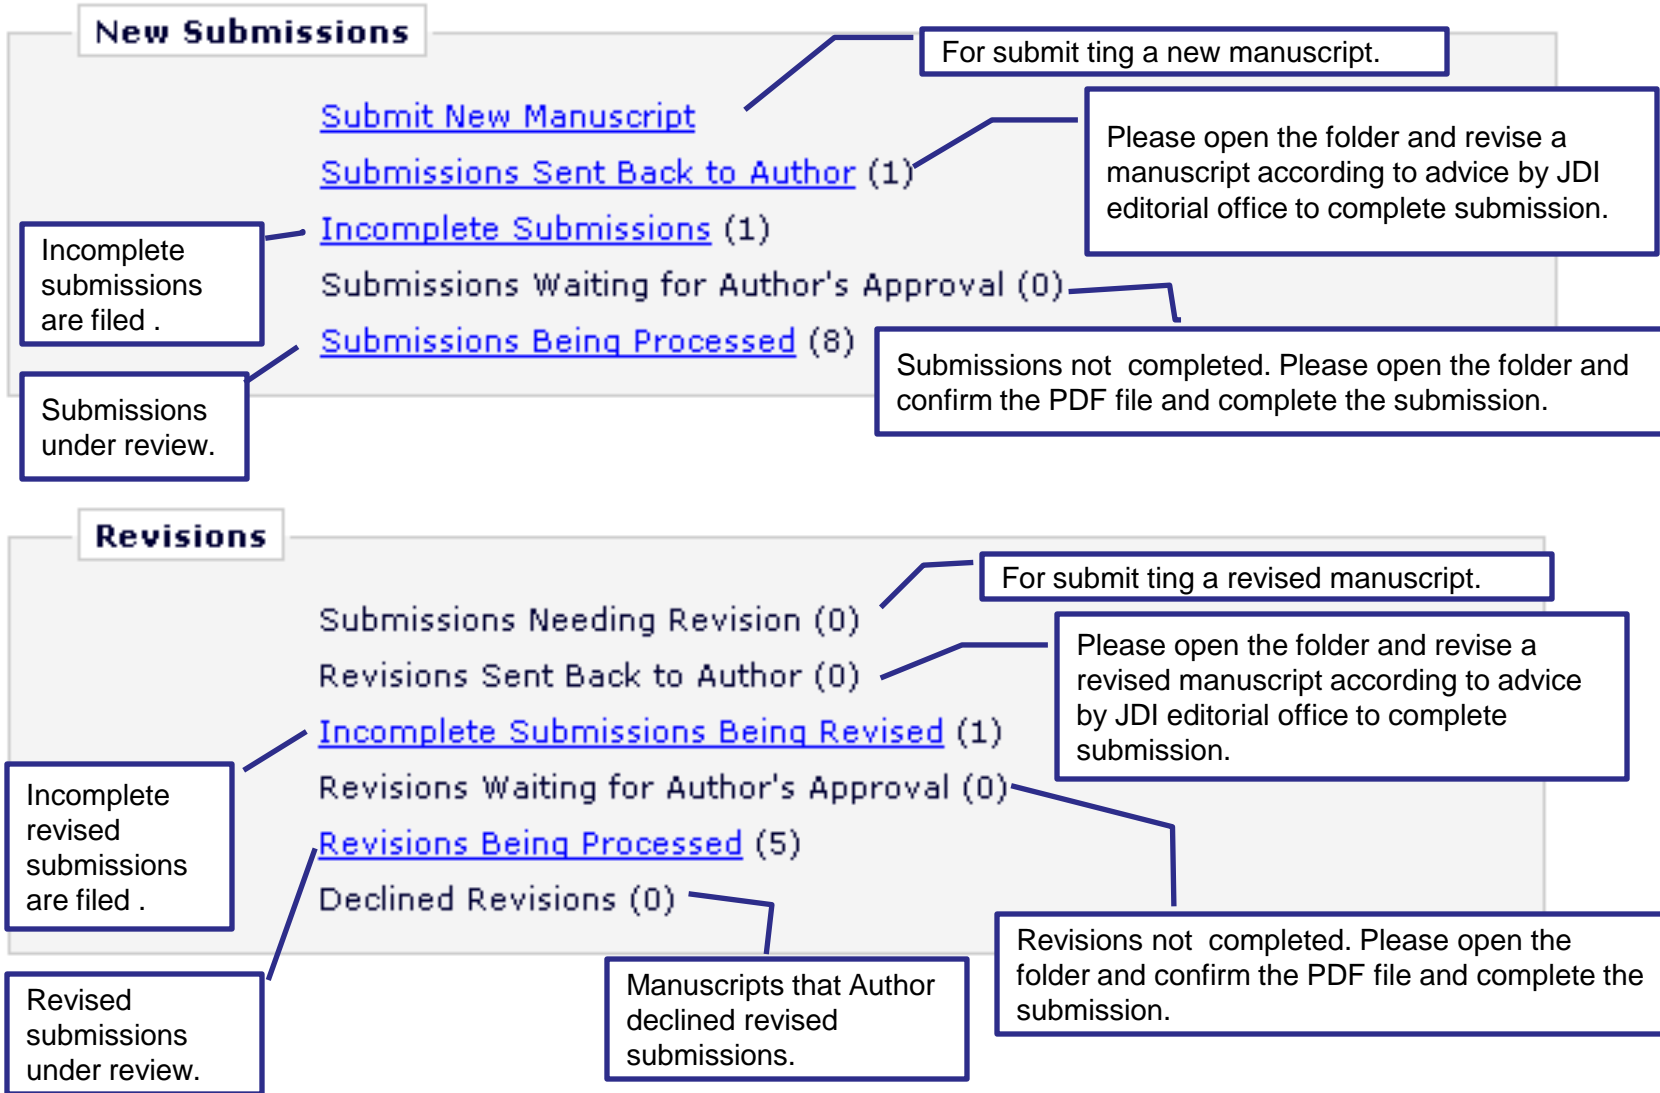 New Submissions
For submit ting a new manuscript.
Submit New Manuscript
Please open the folder and revise a
manuscript according to advice by JDI
editorial office to complete submission.
Submissions Sent Back to Author (1)
Incomplete Submissions (1)
Incomplete
submissions
are filed .
Submissions Waiting for Author's Approval (0)
Submissions Being Processed (8)
Submissions not  completed. Please open the folder and
confirm the PDF file and complete the submission.
Submissions
under review.
Revisions
For submit ting a revised manuscript.
Submissions Needing Revision (0)
Please open the folder and revise a
revised manuscript according to advice
by JDI editorial office to complete
submission.
Revisions Sent Back to Author (0)
Incomplete Submissions Being Revised (1)
Incomplete
revised
submissions
are filed .
Revisions Waiting for Author's Approval (0)
Revisions Being Processed (5)
Declined Revisions (0)
Revisions not  completed. Please open the
folder and confirm the PDF file and complete the
submission.
Manuscripts that Author
declined revised
submissions.
Revised
submissions
under review.